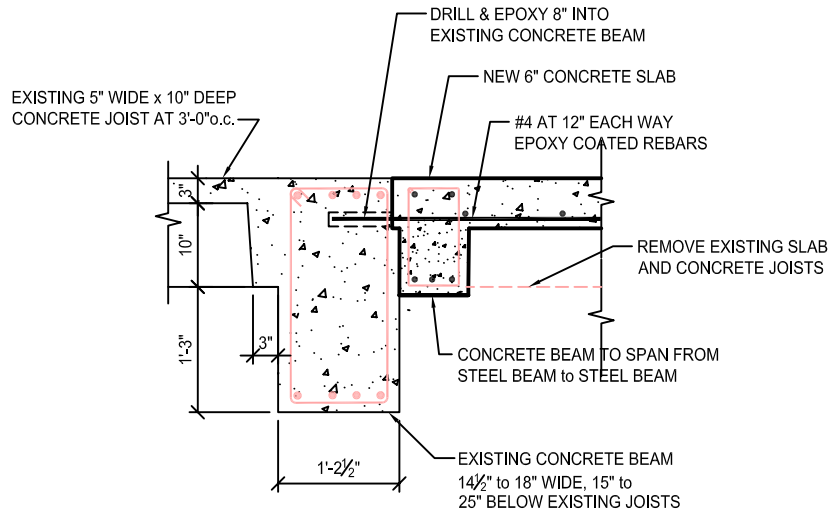 DRILL & EPOXY 8" INTO
EXISTING CONCRETE BEAM
NEW 6" CONCRETE SLAB
EXISTING 5" WIDE x 10" DEEP
CONCRETE JOIST AT 3'-0"o.c.
#4 AT 12" EACH WAY
EPOXY COATED REBARS
3"
10"
REMOVE EXISTING SLAB
AND CONCRETE JOISTS
1'-3"
3"
CONCRETE BEAM TO SPAN FROM
STEEL BEAM to STEEL BEAM
1'-2½"
EXISTING CONCRETE BEAM
14½" to 18" WIDE, 15" to
25" BELOW EXISTING JOISTS